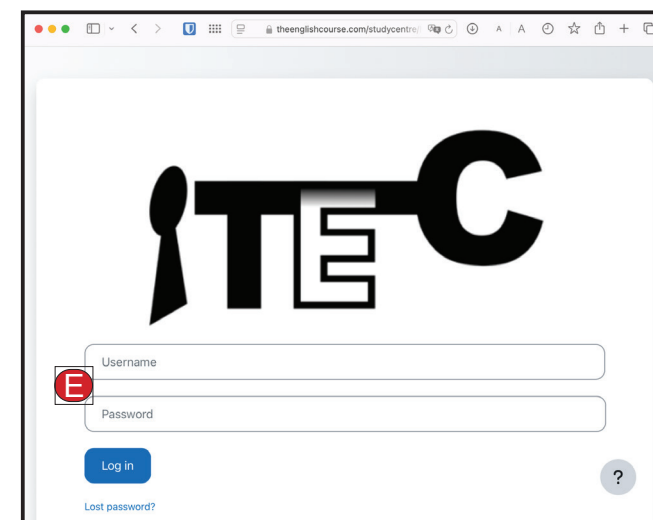 theenglishcourse.com/studycentre/
A A
iTEC
Username
E
Password
Log in
?
Lost password?